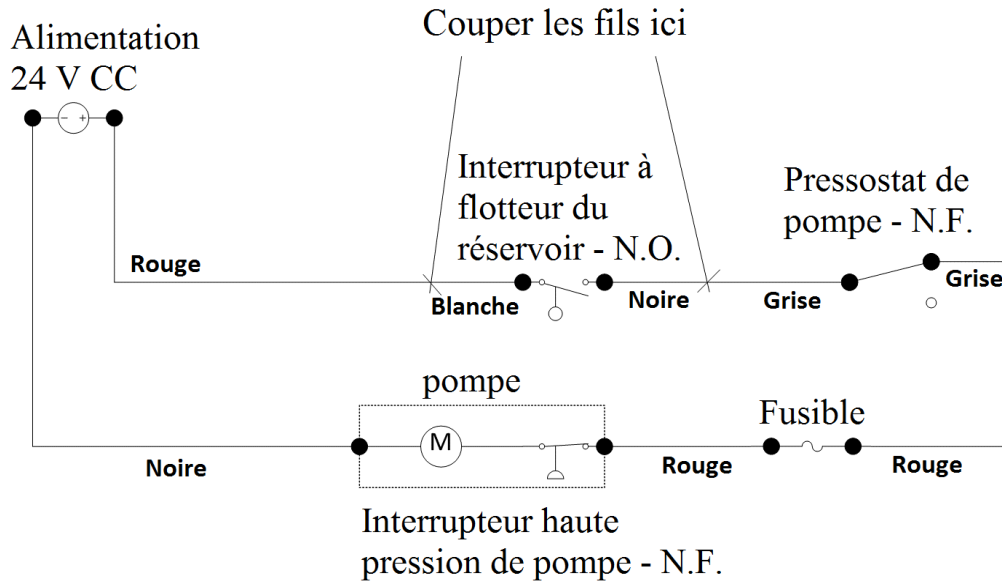 Couper les fils ici
Alimentation
24 V CC
- +
Interrupteur à
flotteur du
réservoir - N.O.
Pressostat de
pompe - N.F.
Rouge
Blanche
Noire
Grise
Grise
pompe
Fusible
M
Noire
Rouge
Rouge
Interrupteur haute
pression de pompe - N.F.